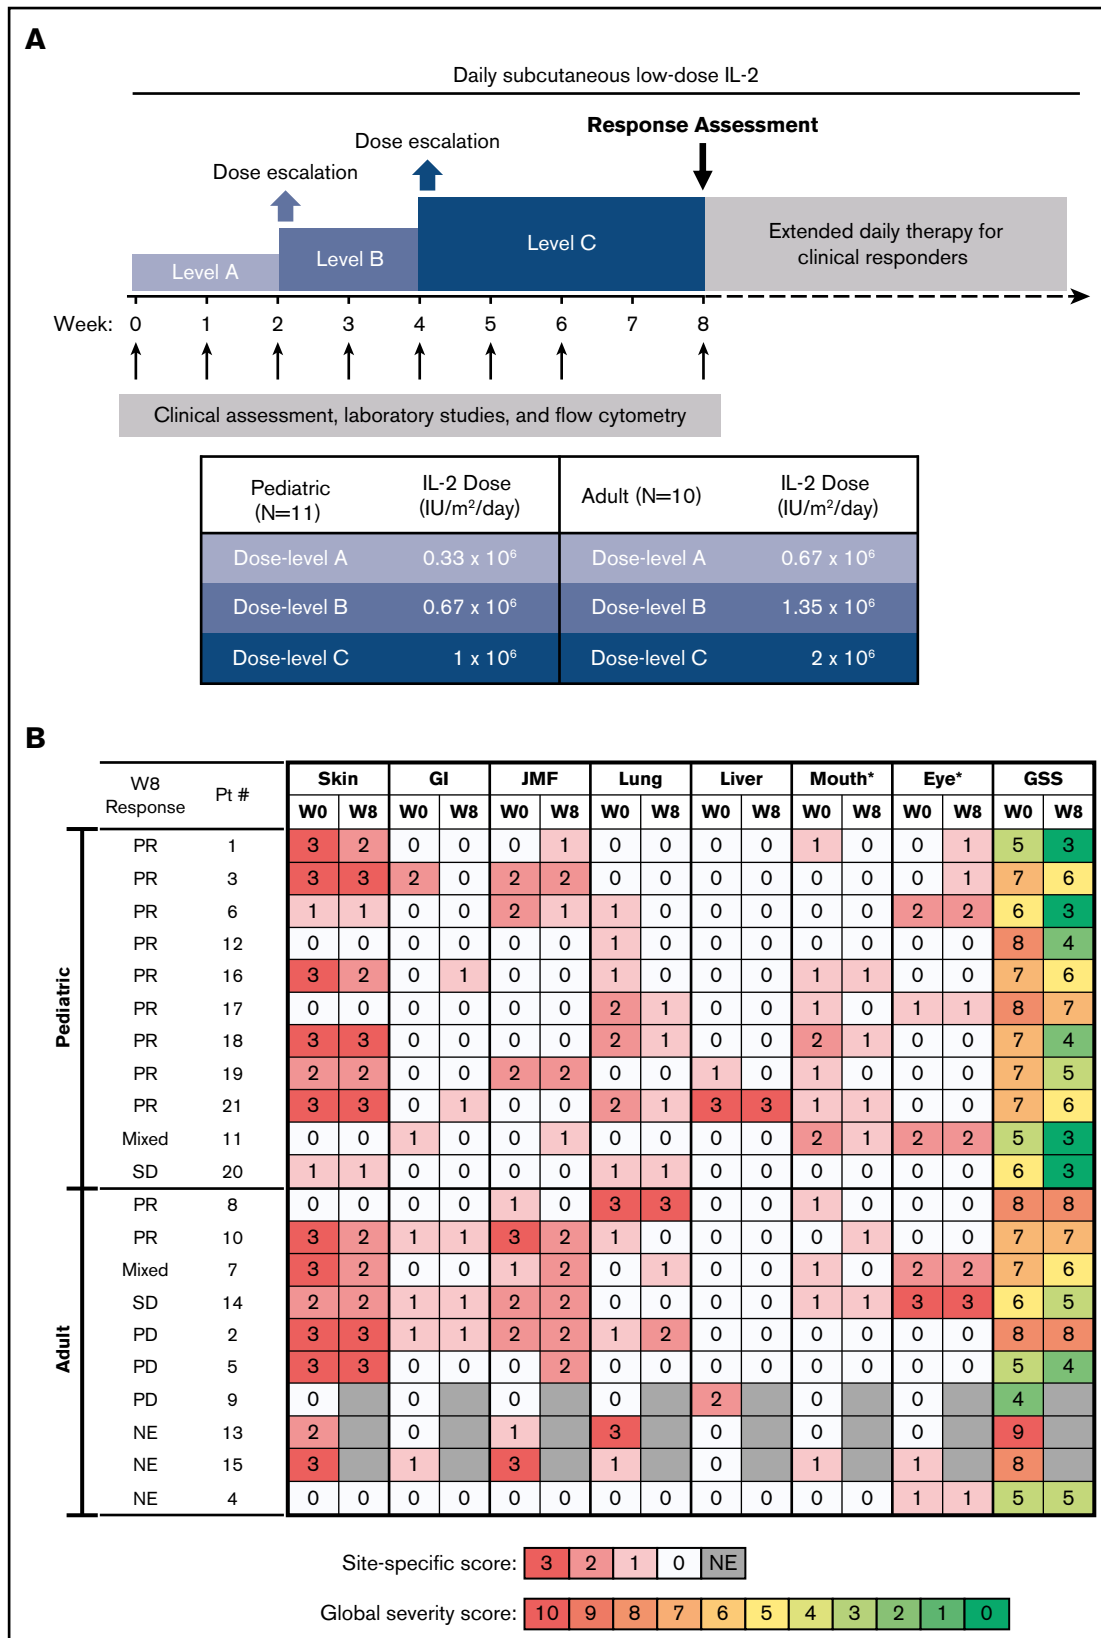 A
Daily subcutaneous low-dose IL-2
Response Assessment
Dose escalation
Dose escalation
Level A
Level B
Level C
Extended daily therapy for
clinical responders
Week: 0 1 2 3 4 5 6 7 8
Clinical assessment, laboratory studies, and flow cytometry
Pediatric (N=11) IL-2 Dose (IU/m²/day) Adult (N=10) IL-2 Dose (IU/m²/day)
Dose-level A 0.33 x 10⁶ Dose-level A 0.67 x 10⁶
Dose-level B 0.67 x 10⁶ Dose-level B 1.35 x 10⁶
Dose-level C 1 x 10⁶ Dose-level C 2 x 10⁶
B
W8 Response Pt # Skin GI JMF Lung Liver Mouth* Eye* GSS
W0 W8 W0 W8 W0 W8 W0 W8 W0 W8 W0 W8 W0 W8 W0 W8
Pediatric
PR 1 3 2 0 0 0 1 0 0 0 0 1 0 0 1 5 3
PR 3 3 3 2 0 2 2 0 0 0 0 0 0 0 1 7 6
PR 6 1 1 0 0 2 1 1 0 0 0 0 0 2 2 6 3
PR 12 0 0 0 0 0 0 1 0 0 0 0 0 0 0 8 4
PR 16 3 2 0 1 0 0 1 0 0 0 1 1 0 0 7 6
PR 17 0 0 0 0 0 0 2 1 0 0 1 0 1 1 8 7
PR 18 3 3 0 0 0 0 2 1 0 0 2 1 0 0 7 4
PR 19 2 2 0 0 2 2 0 0 1 0 1 0 0 0 7 5
PR 21 3 3 0 1 0 0 2 1 3 3 1 1 0 0 7 6
Mixed 11 0 0 1 0 0 1 0 0 0 0 2 1 2 2 5 3
SD 20 1 1 0 0 0 0 1 1 0 0 0 0 0 0 6 3
Adult
PR 8 0 0 0 0 1 0 3 3 0 0 1 0 0 0 8 8
PR 10 3 2 1 1 3 2 1 0 0 0 0 1 0 0 7 7
Mixed 7 3 2 0 0 1 2 0 1 0 0 1 0 2 2 7 6
SD 14 2 2 1 1 2 2 0 0 0 0 1 1 3 3 6 5
PD 2 3 3 1 1 2 2 1 2 0 0 0 0 0 0 8 8
PD 5 3 3 0 0 0 2 0 0 0 0 0 0 0 0 5 4
PD 9 0 0 0 0 2 0 0 4
NE 13 2 0 1 3 0 0 0 9
NE 15 3 1 3 1 0 1 1 8
NE 4 0 0 0 0 0 0 0 0 0 0 0 0 1 1 5 5
Site-specific score: 3 2 1 0 NE
Global severity score: 10 9 8 7 6 5 4 3 2 1 0